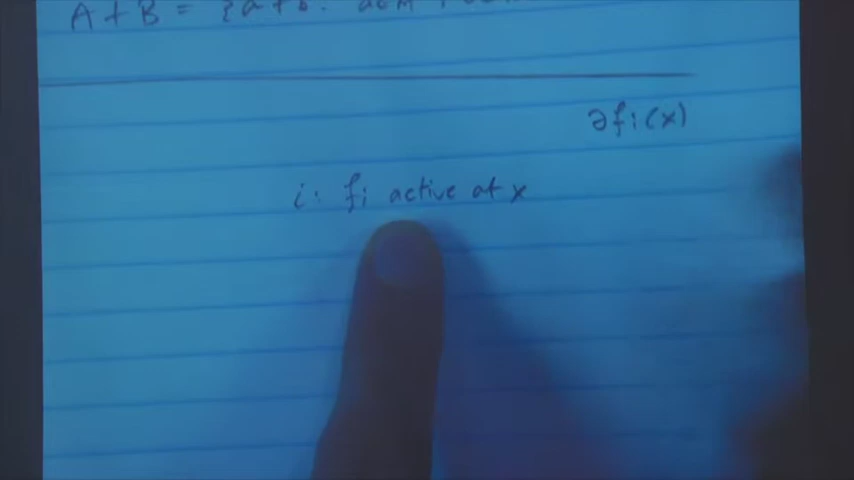 A + B = {a + b :
∂fi(x)
i: fi active at x